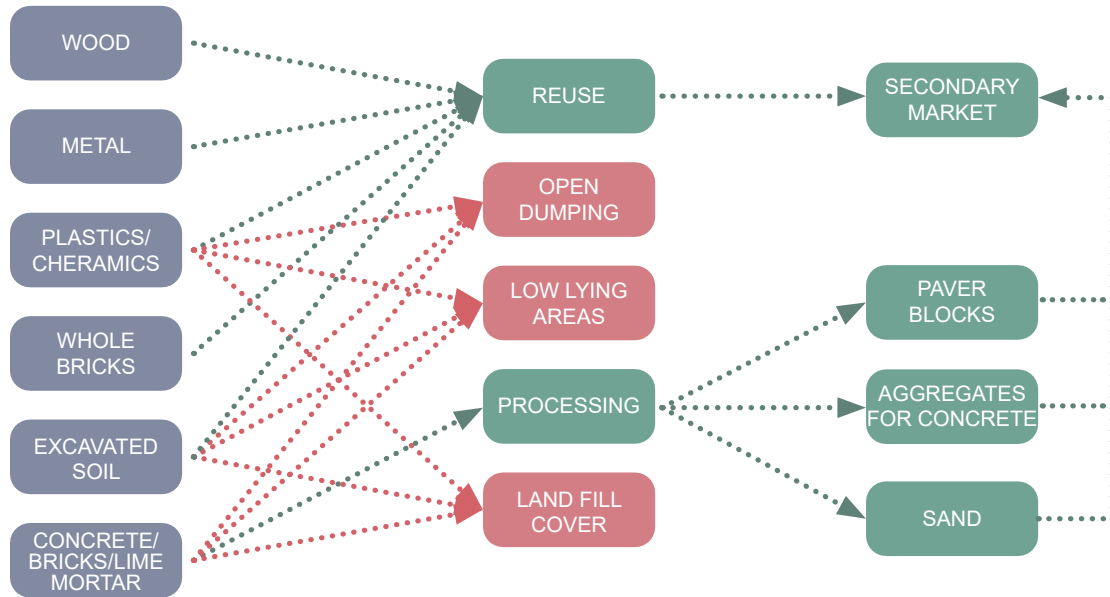 WOOD
METAL
PLASTICS/
CHERAMICS
WHOLE
BRICKS
EXCAVATED
SOIL
CONCRETE/
BRICKS/LIME
MORTAR
REUSE
OPEN
DUMPING
LOW LYING
AREAS
PROCESSING
LAND FILL
COVER
SECONDARY
MARKET
PAVER
BLOCKS
AGGREGATES
FOR CONCRETE
SAND